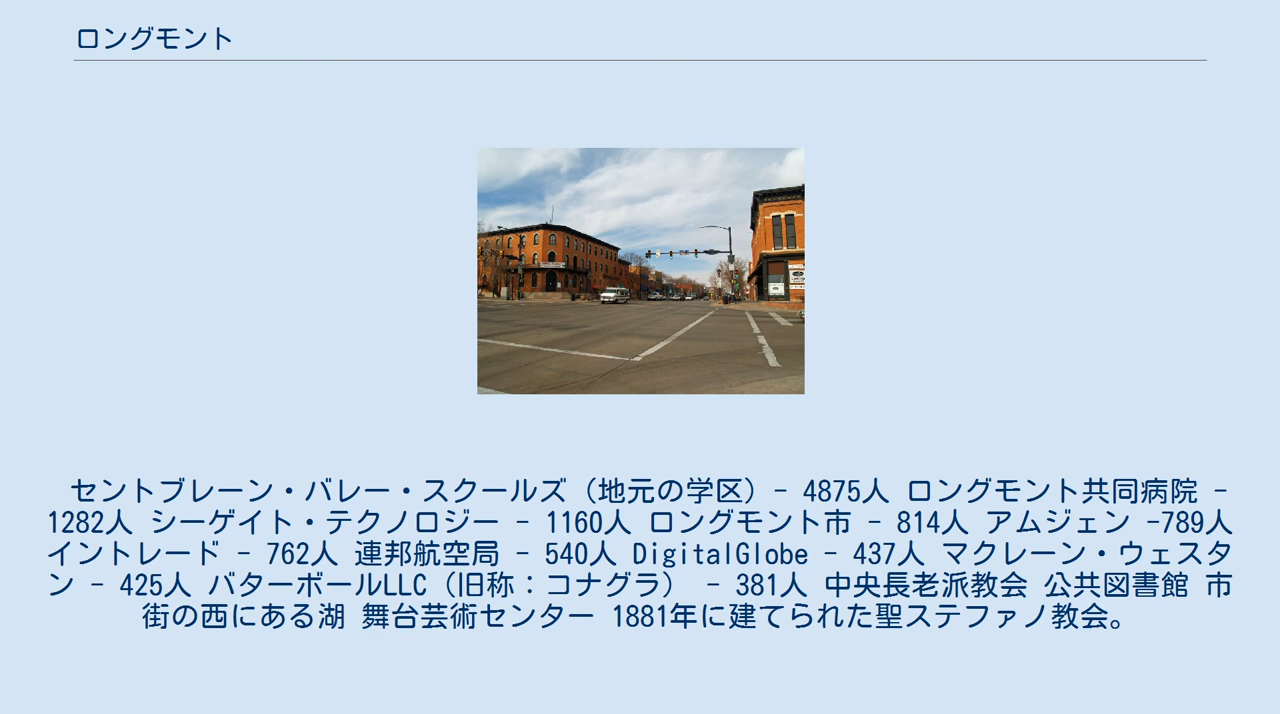 ロングモント
セントブレーン・バレー・スクールズ（地元の学区）- 4875人 ロングモント共同病院 -
1282人 シーゲイト・テクノロジー - 1160人 ロングモント市 - 814人 アムジェン -789人
イントレード - 762人 連邦航空局 - 540人 DigitalGlobe - 437人 マクレーン・ウェスタ
ン - 425人 バターボールLLC（旧称：コナグラ） - 381人 中央長老派教会 公共図書館 市
街の西にある湖 舞台芸術センター 1881年に建てられた聖ステファノ教会。